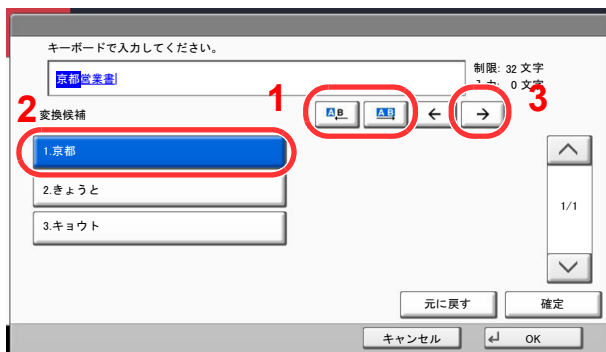 キーボードで入力してください。
京都営業書
制限: 32 文字
入力: 0 文字
1
3
2
変換候補
A B
A B
← →
1.京都
2.きょうと
3.キョウト
1/1
元に戻す 確定
キャンセル OK